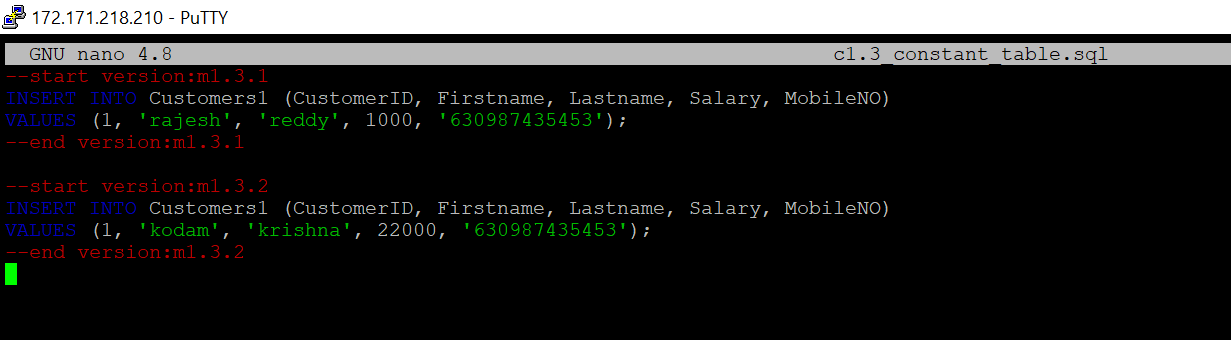 172.171.218.210 - PuTTY
GNU nano 4.8 c1.3_constant_table.sql
--start version:m1.3.1
INSERT INTO Customers1 (CustomerID, Firstname, Lastname, Salary, MobileNO)
VALUES (1, 'rajesh', 'reddy', 1000, '630987435453');
--end version:m1.3.1
--start version:m1.3.2
INSERT INTO Customers1 (CustomerID, Firstname, Lastname, Salary, MobileNO)
VALUES (1, 'kodam', 'krishna', 22000, '630987435453');
--end version:m1.3.2